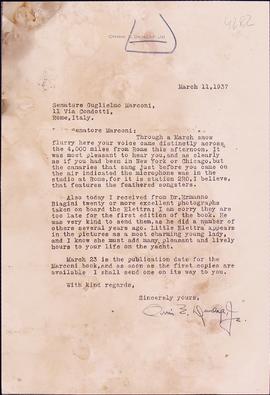 4682
ORRIN E. DUNLAP, JR.
March 11, 1937
Senatore Guglielmo Marconi,
11 Via Condotti,
Rome, Italy.
Senatore Marconi:
Through a March snow
flurry here your voice came distinctly across
the 4,000 miles from Rome this afternoon. It
was most pleasant to hear you, and as clearly
as if you had been in New York or Chicago, but
the canaries that sang just before you came on
the air indicated the microphone was in the
studio at Rome, for it is station 2RO, I believe,
that features the feathered songsters.
Also today I received from Dr. Ermanno
Biagini twenty or more excellent photographs
taken on board the Elettra. I am sorry they are
too late for the first edition of the book. He
was very kind to send them, as he did a number
of others several years ago. Little Elettra appears
in the pictures as a most charming young lady,
and I know she must add many pleasant and lively
hours to your life on the yacht.
March 23 is the publication date for the
Marconi book, and as soon as the first copies are
available I shall send one on its way to you.
With kind regards,
Sincerely yours,
Orrin E. Dunlap Jr.